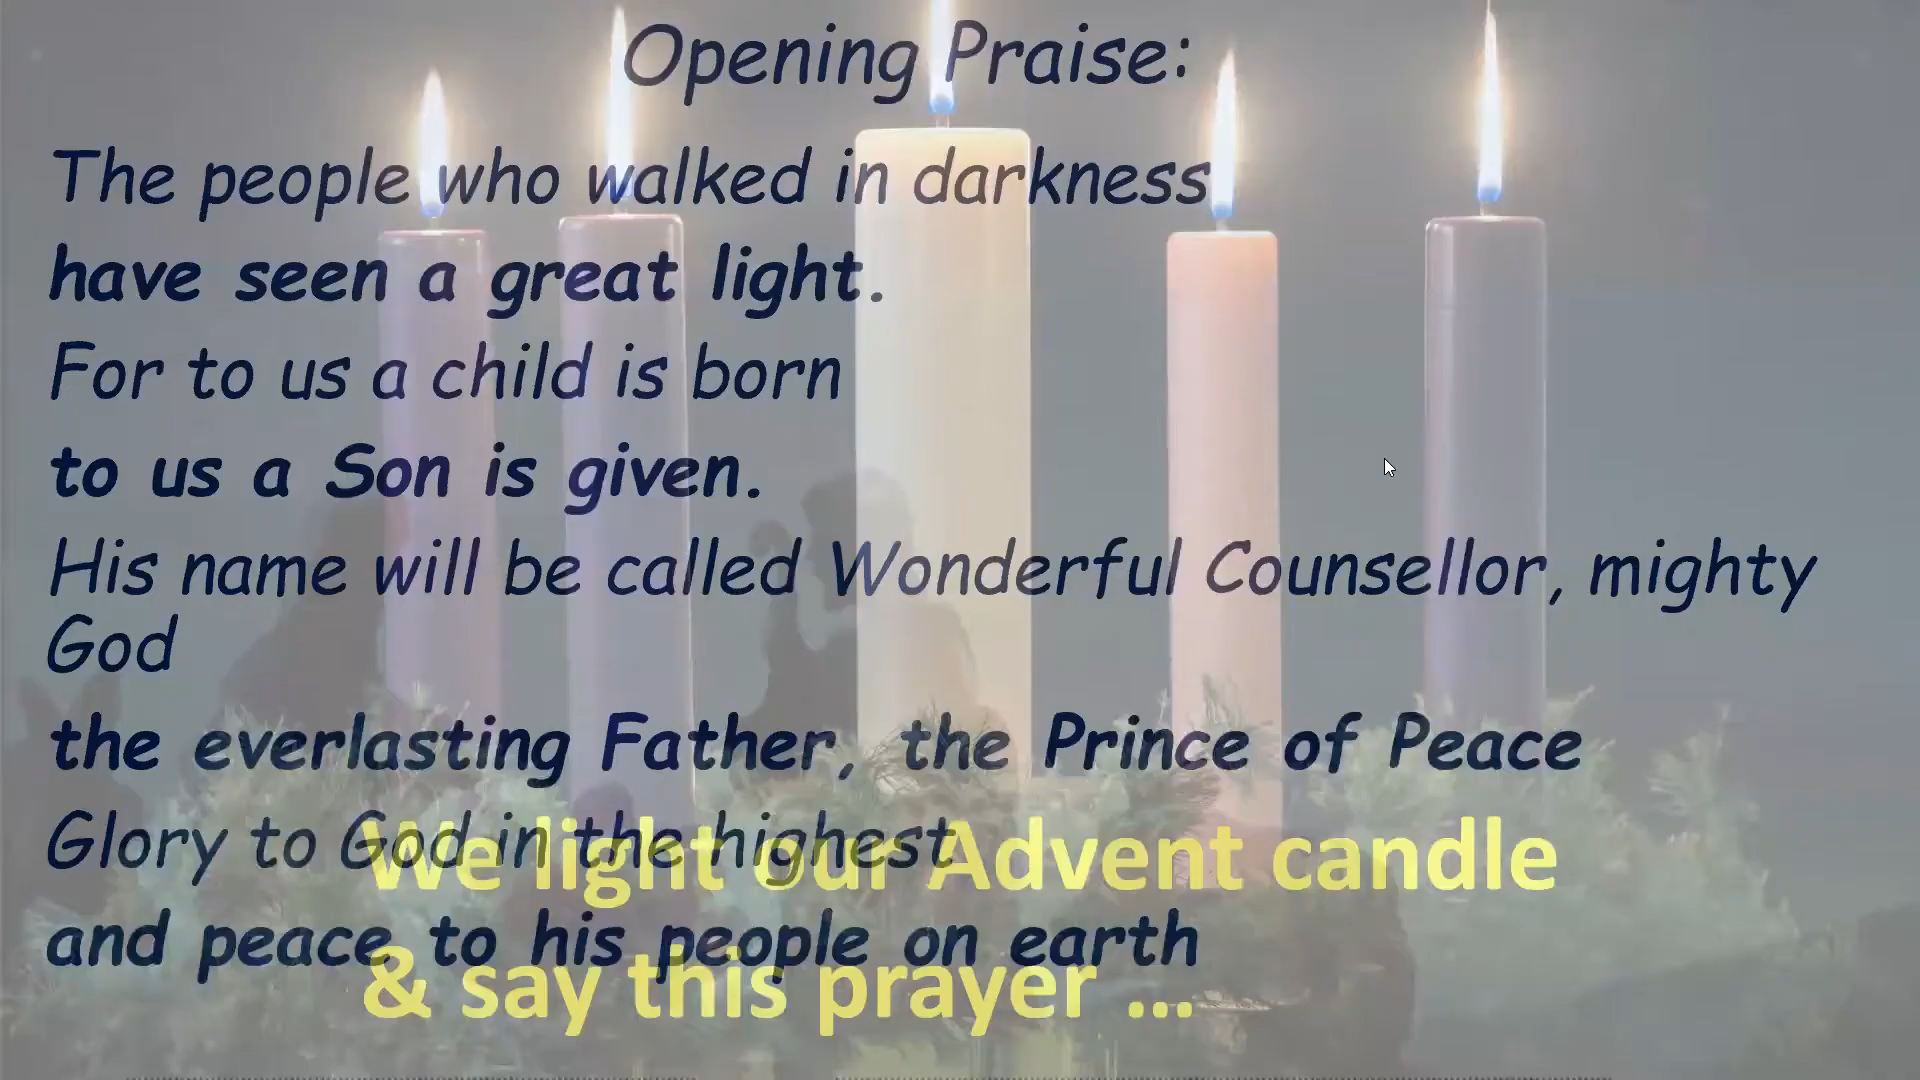 Opening Praise:
The people who walked in darkness
have seen a great light.
For to us a child is born
to us a Son is given.
His name will be called Wonderful Counsellor, mighty
God
the everlasting Father, the Prince of Peace
Glory to God in the highest
and peace to his people on earth
We light our Advent candle
& say this prayer ...